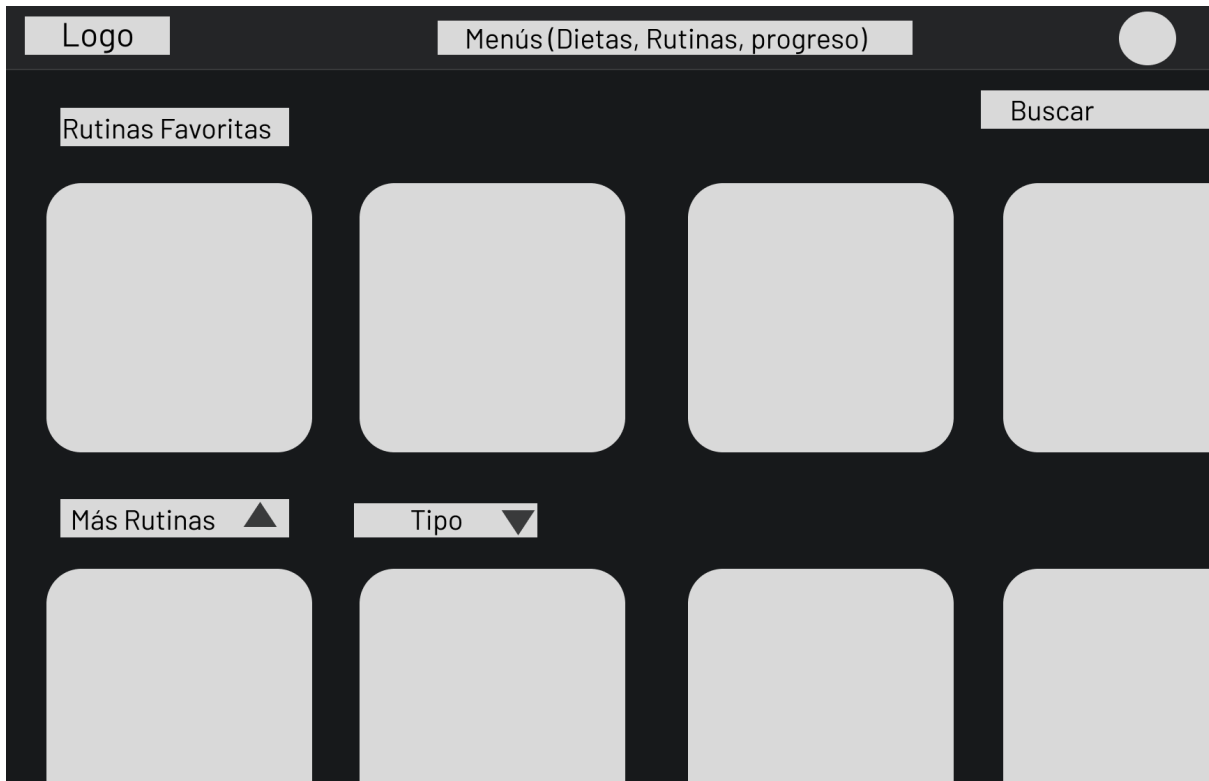 Logo
Menús (Dietas, Rutinas, progreso)
Rutinas Favoritas
Buscar
Más Rutinas
Tipo